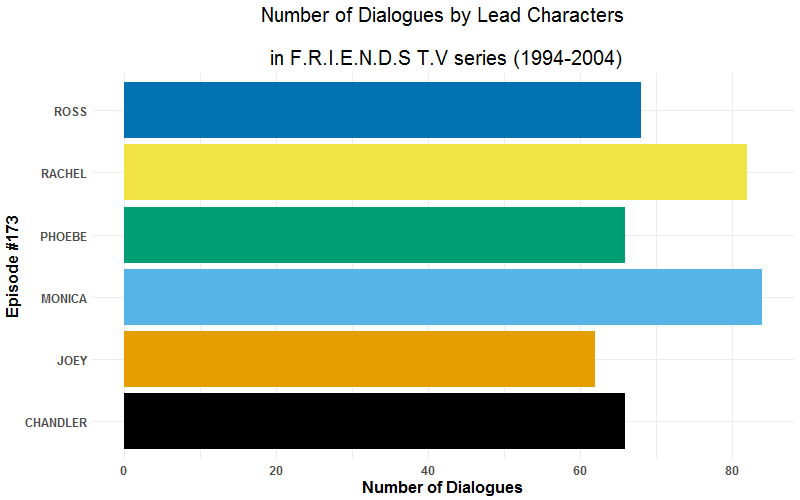 Number of Dialogues by Lead Characters
in F.R.I.E.N.D.S T.V series (1994-2004)
Episode #173
ROSS
RACHEL
PHOEBE
MONICA
JOEY
CHANDLER
0 20 40 60 80
Number of Dialogues